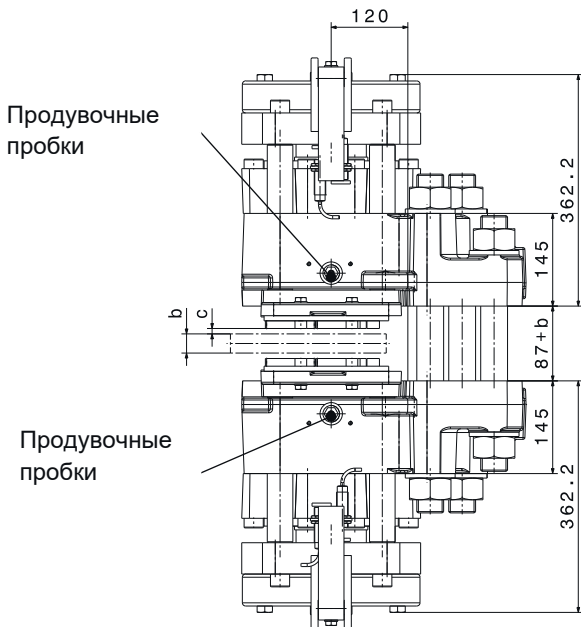 120
Продувочные
пробки
362.2
145
b
c
87+b
Продувочные
пробки
145
362.2